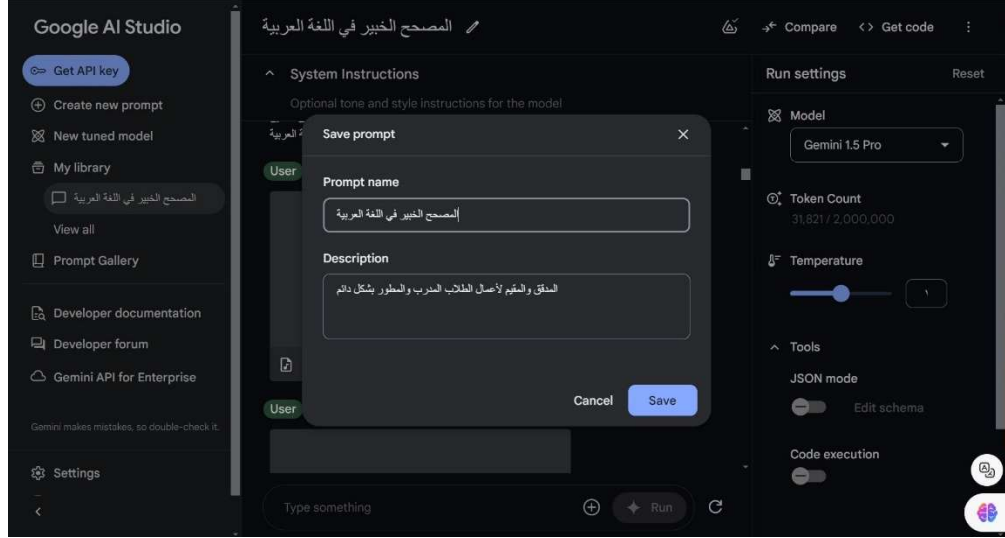 Google AI Studio
Get API key
Create new prompt
New tuned model
My library
المصحح الخبير في اللغة العربية
View all
Prompt Gallery
Developer documentation
Developer forum
Gemini API for Enterprise
Gemini makes mistakes, so double-check it.
Settings
المصحح الخبير في اللغة العربية
Compare
<> Get code
System Instructions
Optional tone and style instructions for the model
العربية
User
Save prompt
Prompt name
المصحح الخبير في اللغة العربية
Description
المدقق والمقيم لأعمال الطلاب المدرب والمطور بشكل دائم
Cancel
Save
User
Type something
Run
Run settings
Reset
Model
Gemini 1.5 Pro
Token Count
31,821 / 2,000,000
Temperature
١
Tools
JSON mode
Edit schema
Code execution